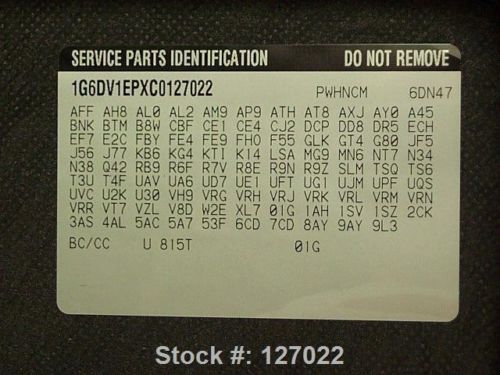 SERVICE PARTS IDENTIFICATION DO NOT REMOVE
1G6DV1EPXC0127022 PWHNCM 6DN47
AFF AH8 AL0 AL2 AM9 AP9 ATH AT8 AXJ AY0 A45
BNK BTM B8W CBF CE1 CE4 CJ2 DCP DD8 DR5 ECH
EF7 E2C FBY FE4 FE9 FHO F55 GLK GT4 G80 JF5
J56 J77 KB6 KG4 KTI K14 LSA MG9 MN6 NT7 N34
N38 Q42 RB9 R6F R7V R8E R9N R9Z SLM TSQ TS6
T3U T4F UAV UA6 UD7 UE1 UFT UG1 UJM UPF UQS
UVC U2K U30 VH9 VRG VRH VRJ VRK VRL VRM VRN
VRR VT7 VZL V8D W2E XL7 01G 1AH 1SV 1SZ 2CK
3AS 4AL 5AC 5A7 53F 6CD 7CD 8AY 9AY 9L3
BC/CC U 815T 01G
Stock #: 127022